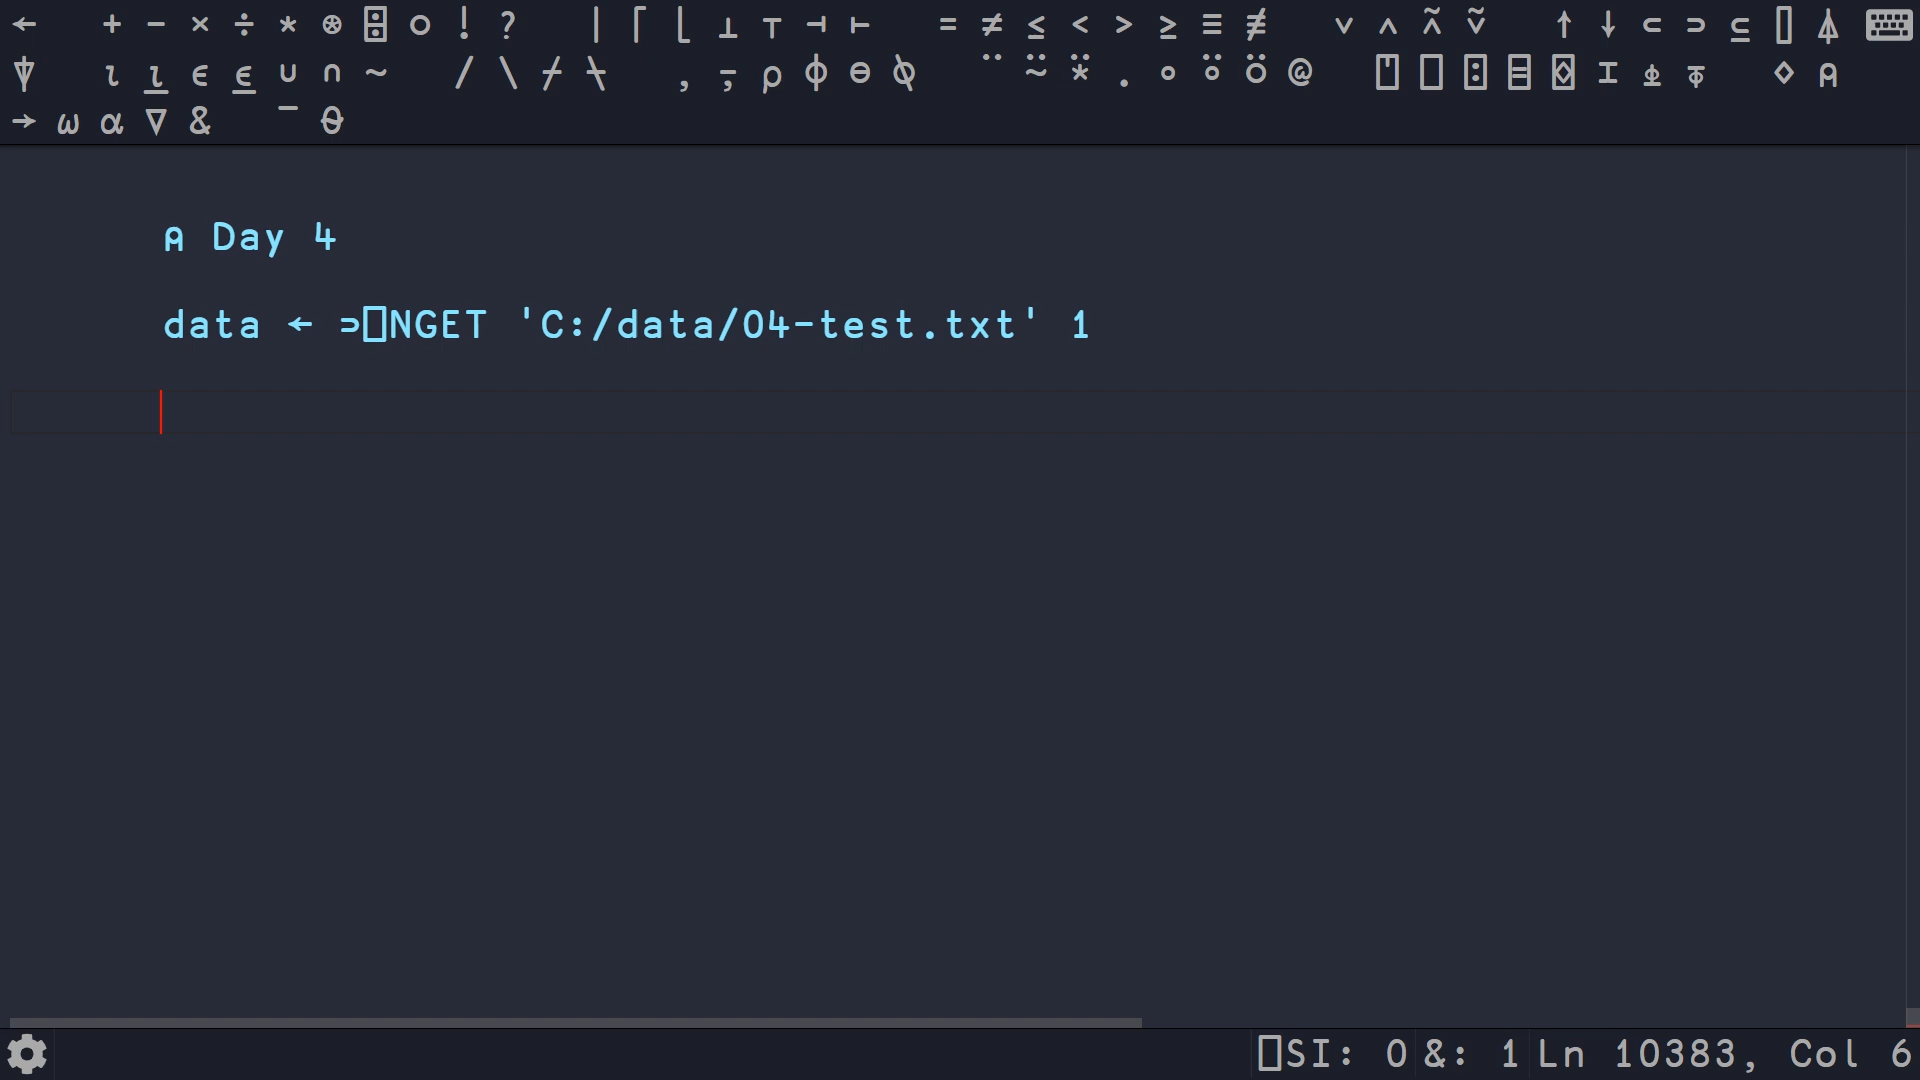 ← + − × ÷ * ⍟ ⌹ ○ ! ? | ⌈ ⌊ ⊥ ⊤ ⊣ ⊢ = ≠ ≤ < > ≥ ≡ ≢ ∨ ∧ ⍲ ⍱ ↑ ↓ ⊂ ⊃ ⊆ ⌷ ⍋
⍒ ⍳ ⍸ ∊ ⍷ ∪ ∩ ~ / \ ⌿ ⍀ , ⍪ ⍴ ⌽ ⊖ ⍉ ¨ ⍨ ⍣ . ∘ ⍤ ⍥ @ ⍞ ⎕ ⍠ ⌸ ⌺ ⌶ ⍎ ⍕ ⋄ ⍝
→ ⍵ ⍺ ∇ & ¯ ⍬
⍝ Day 4
data ← ⊃⎕NGET 'C:/data/04-test.txt' 1
⎕SI: 0 &: 1 Ln 10383, Col 6